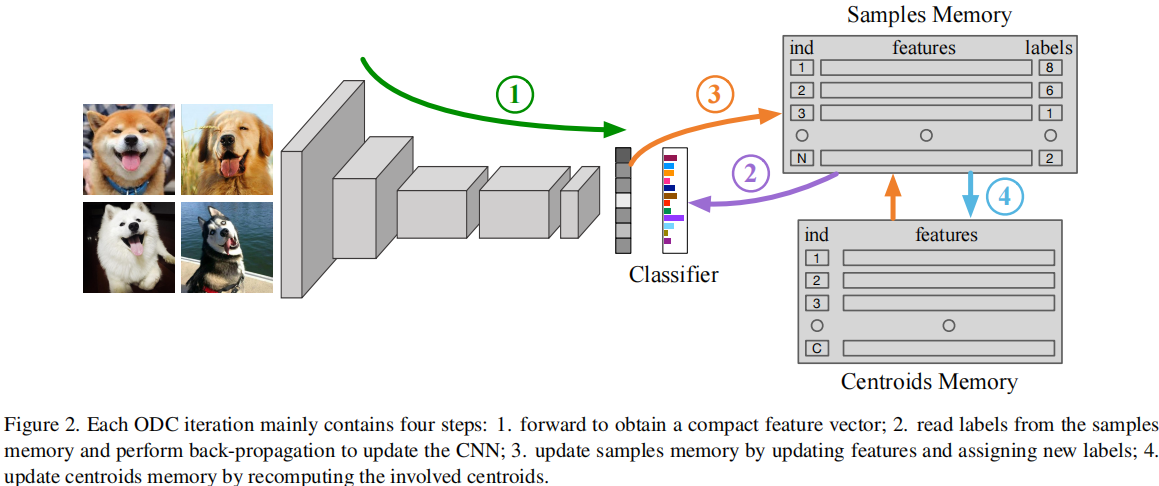 Samples Memory
ind features labels
1 8
2 6
3 1
N 2
1
3
2
4
Classifier
ind features
1
2
3
C
Centroids Memory
Figure 2. Each ODC iteration mainly contains four steps: 1. forward to obtain a compact feature vector; 2. read labels from the samples
memory and perform back-propagation to update the CNN; 3. update samples memory by updating features and assigning new labels; 4.
update centroids memory by recomputing the involved centroids.